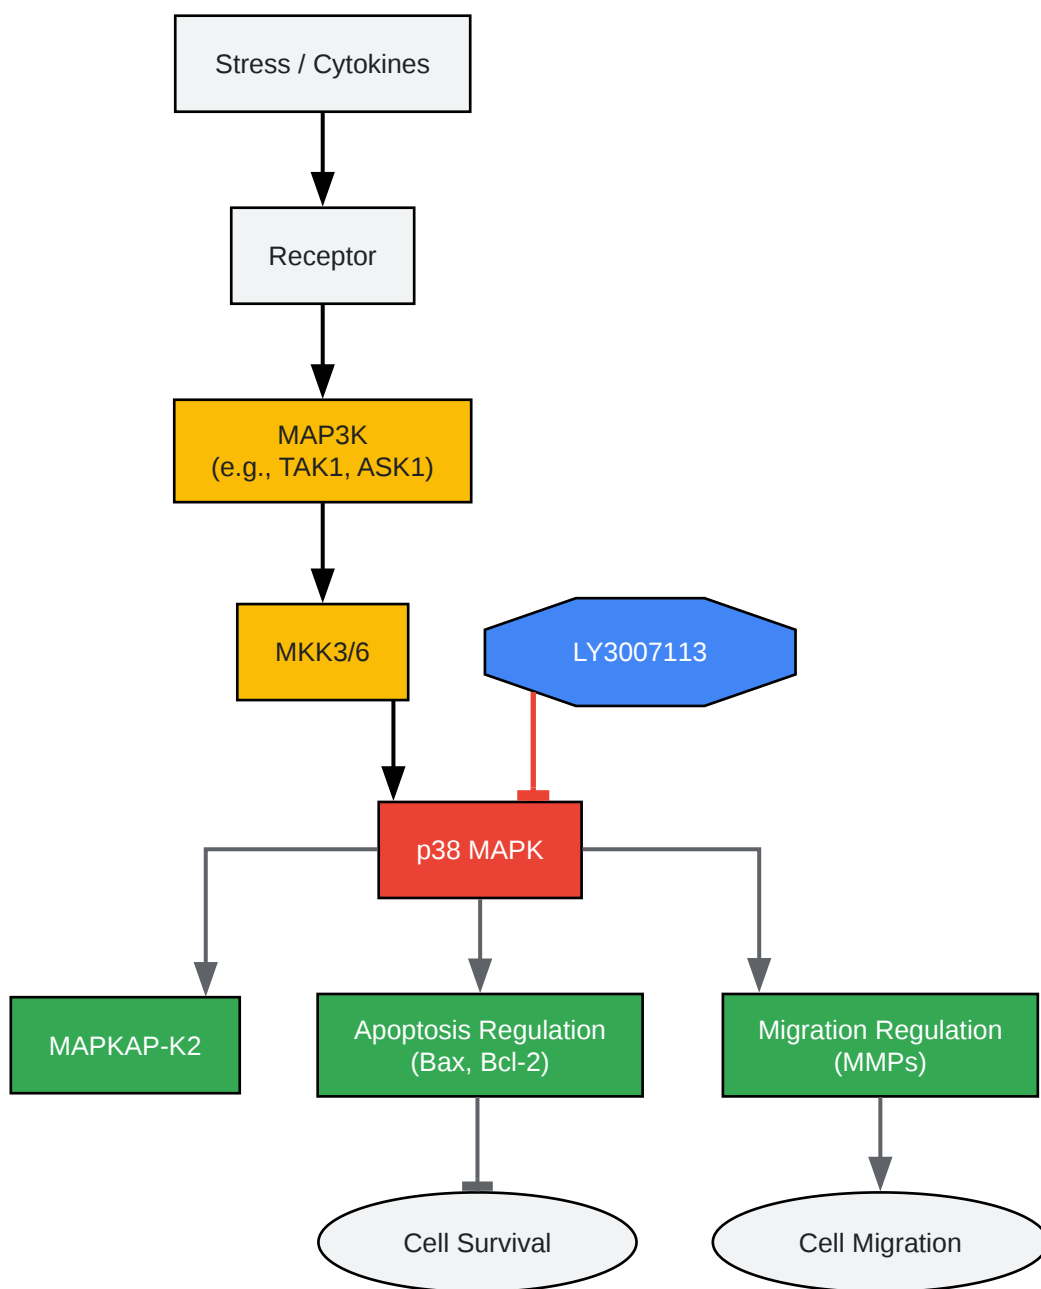 Stress / Cytokines
Receptor
MAP3K
(e.g., TAK1, ASK1)
MKK3/6
LY3007113
p38 MAPK
MAPKAP-K2
Apoptosis Regulation
(Bax, Bcl-2)
Migration Regulation
(MMPs)
Cell Survival
Cell Migration